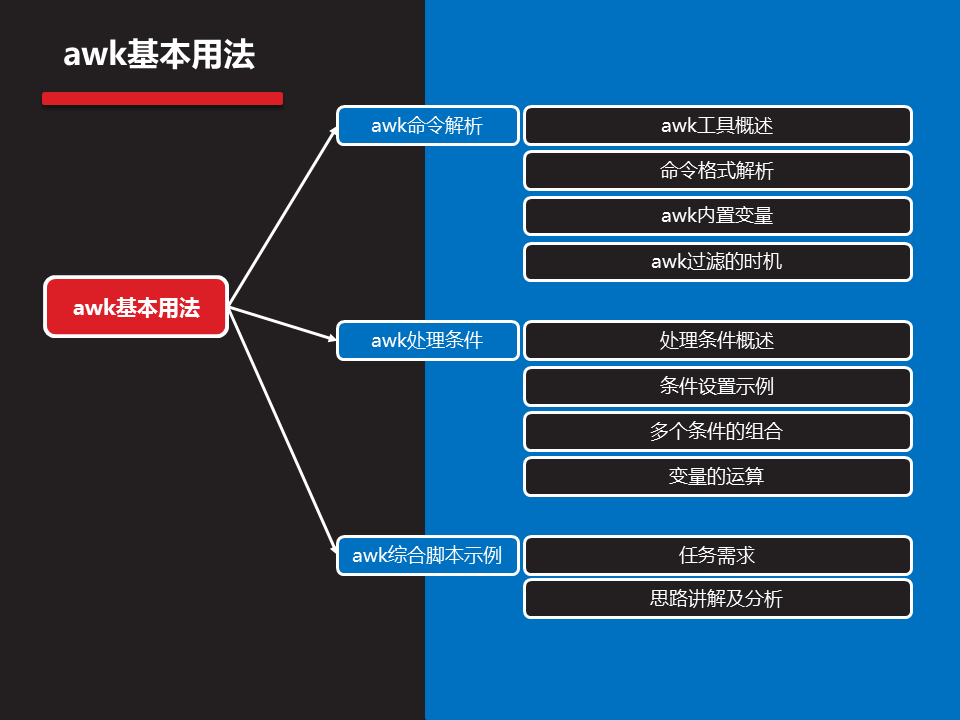 awk基本用法
awk基本用法
awk命令解析
awk工具概述
命令格式解析
awk内置变量
awk过滤的时机
awk处理条件
处理条件概述
条件设置示例
多个条件的组合
变量的运算
awk综合脚本示例
任务需求
思路讲解及分析